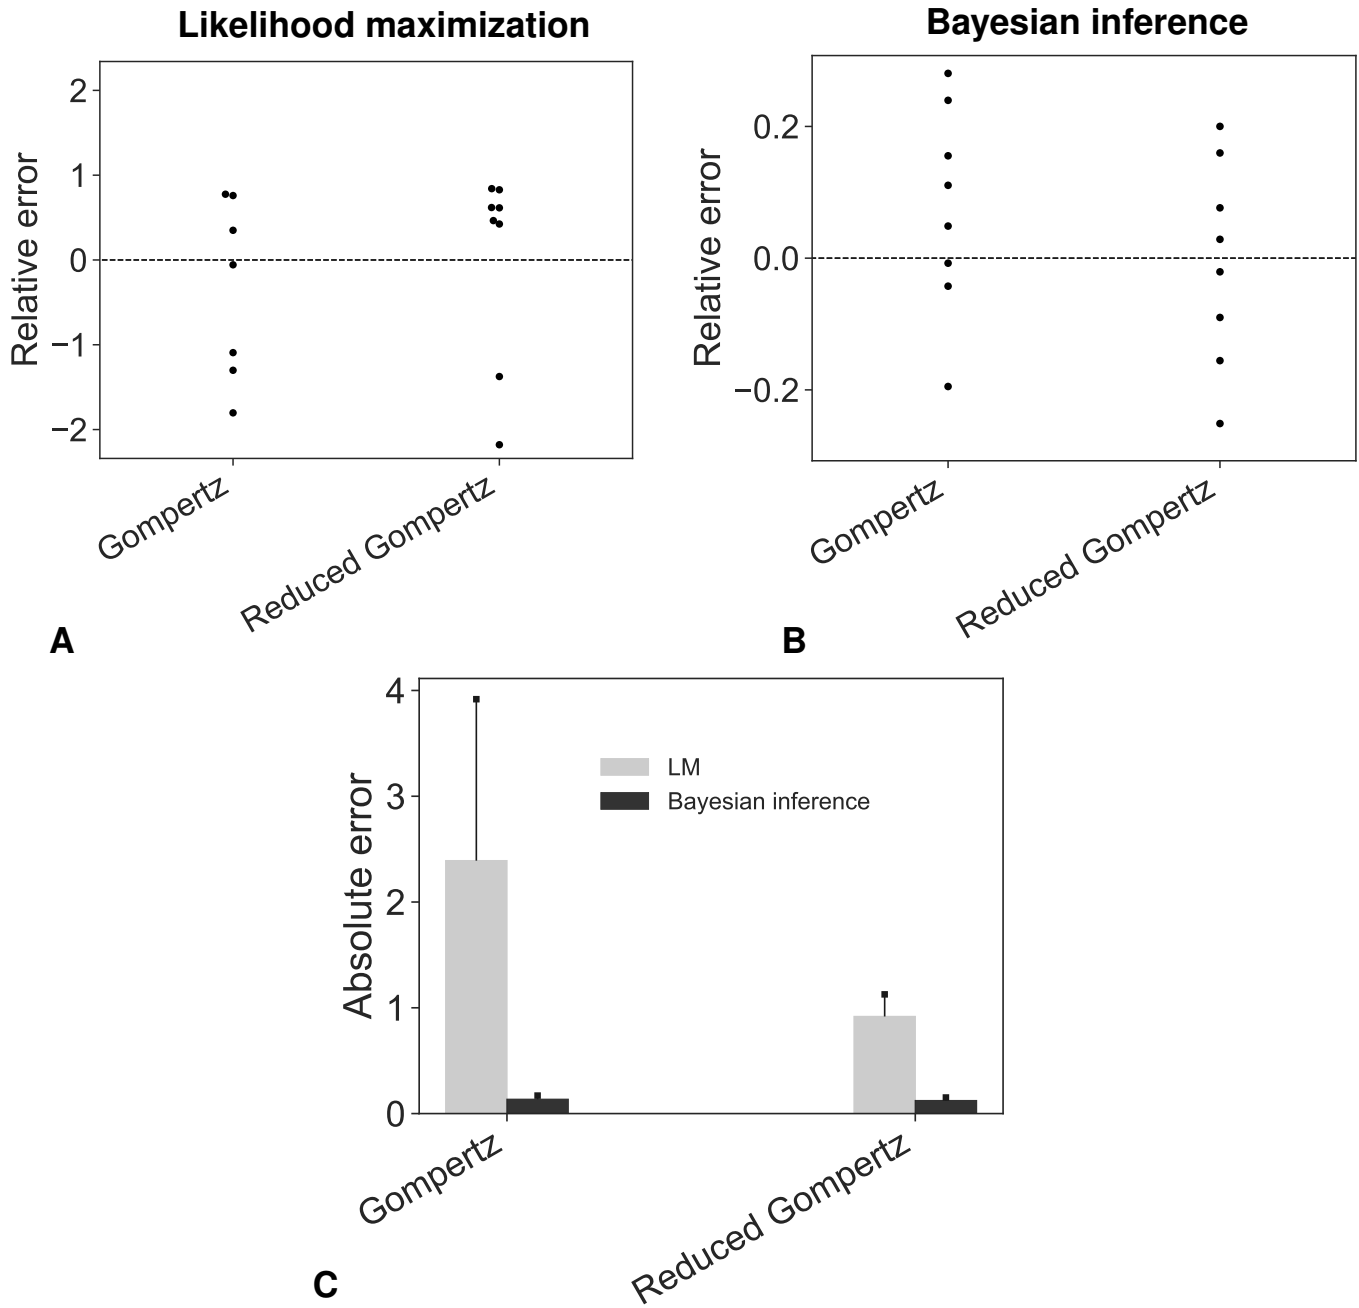 Likelihood maximization
Relative error
2
1
0
−1
−2
Gompertz
Reduced Gompertz
A
Bayesian inference
Relative error
0.2
0.0
−0.2
Gompertz
Reduced Gompertz
B
Absolute error
4
3
2
1
0
LM
Bayesian inference
Gompertz
Reduced Gompertz
C